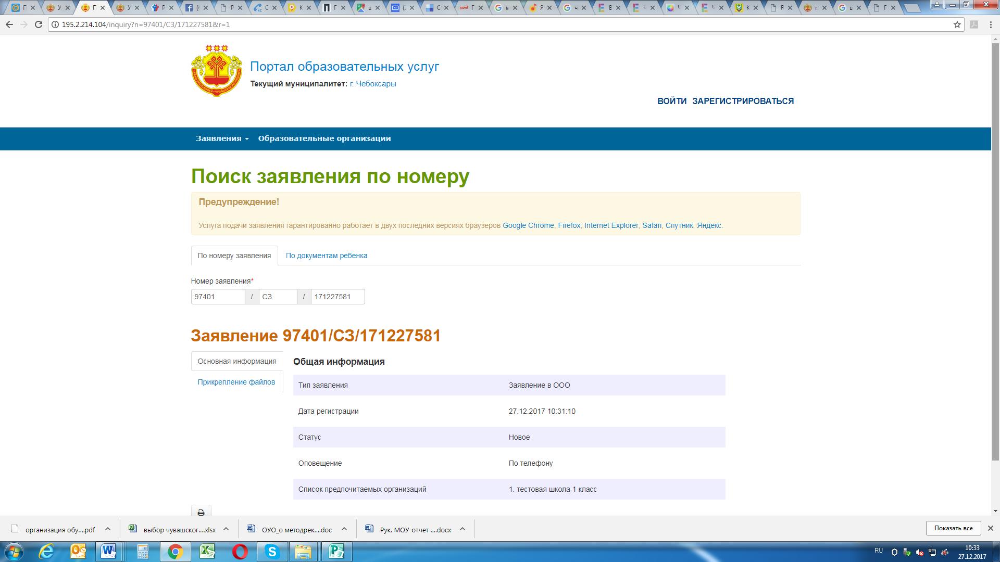 195.2.214.104/inquiry?n=97401/СЗ/171227581&r=1
Портал образовательных услуг
Текущий муниципалитет: г. Чебоксары
ВОЙТИ ЗАРЕГИСТРИРОВАТЬСЯ
Заявления Образовательные организации
Поиск заявления по номеру
Предупреждение!
Услуга подачи заявления гарантированно работает в двух последних версиях браузеров Google Chrome, Firefox, Internet Explorer, Safari, Спутник, Яндекс.
По номеру заявления По документам ребенка
Номер заявления*
97401 / СЗ / 171227581
Заявление 97401/СЗ/171227581
Основная информация
Прикрепление файлов
Общая информация
Тип заявления Заявление в ООО
Дата регистрации 27.12.2017 10:31:10
Статус Новое
Оповещение По телефону
Список предпочитаемых организаций 1. тестовая школа 1 класс
организация обу....pdf выбор чувашског....xlsx ОУО_о методрек....doc Рук. МОУ-отчет ....docx Показать все
RU 10:33
27.12.2017